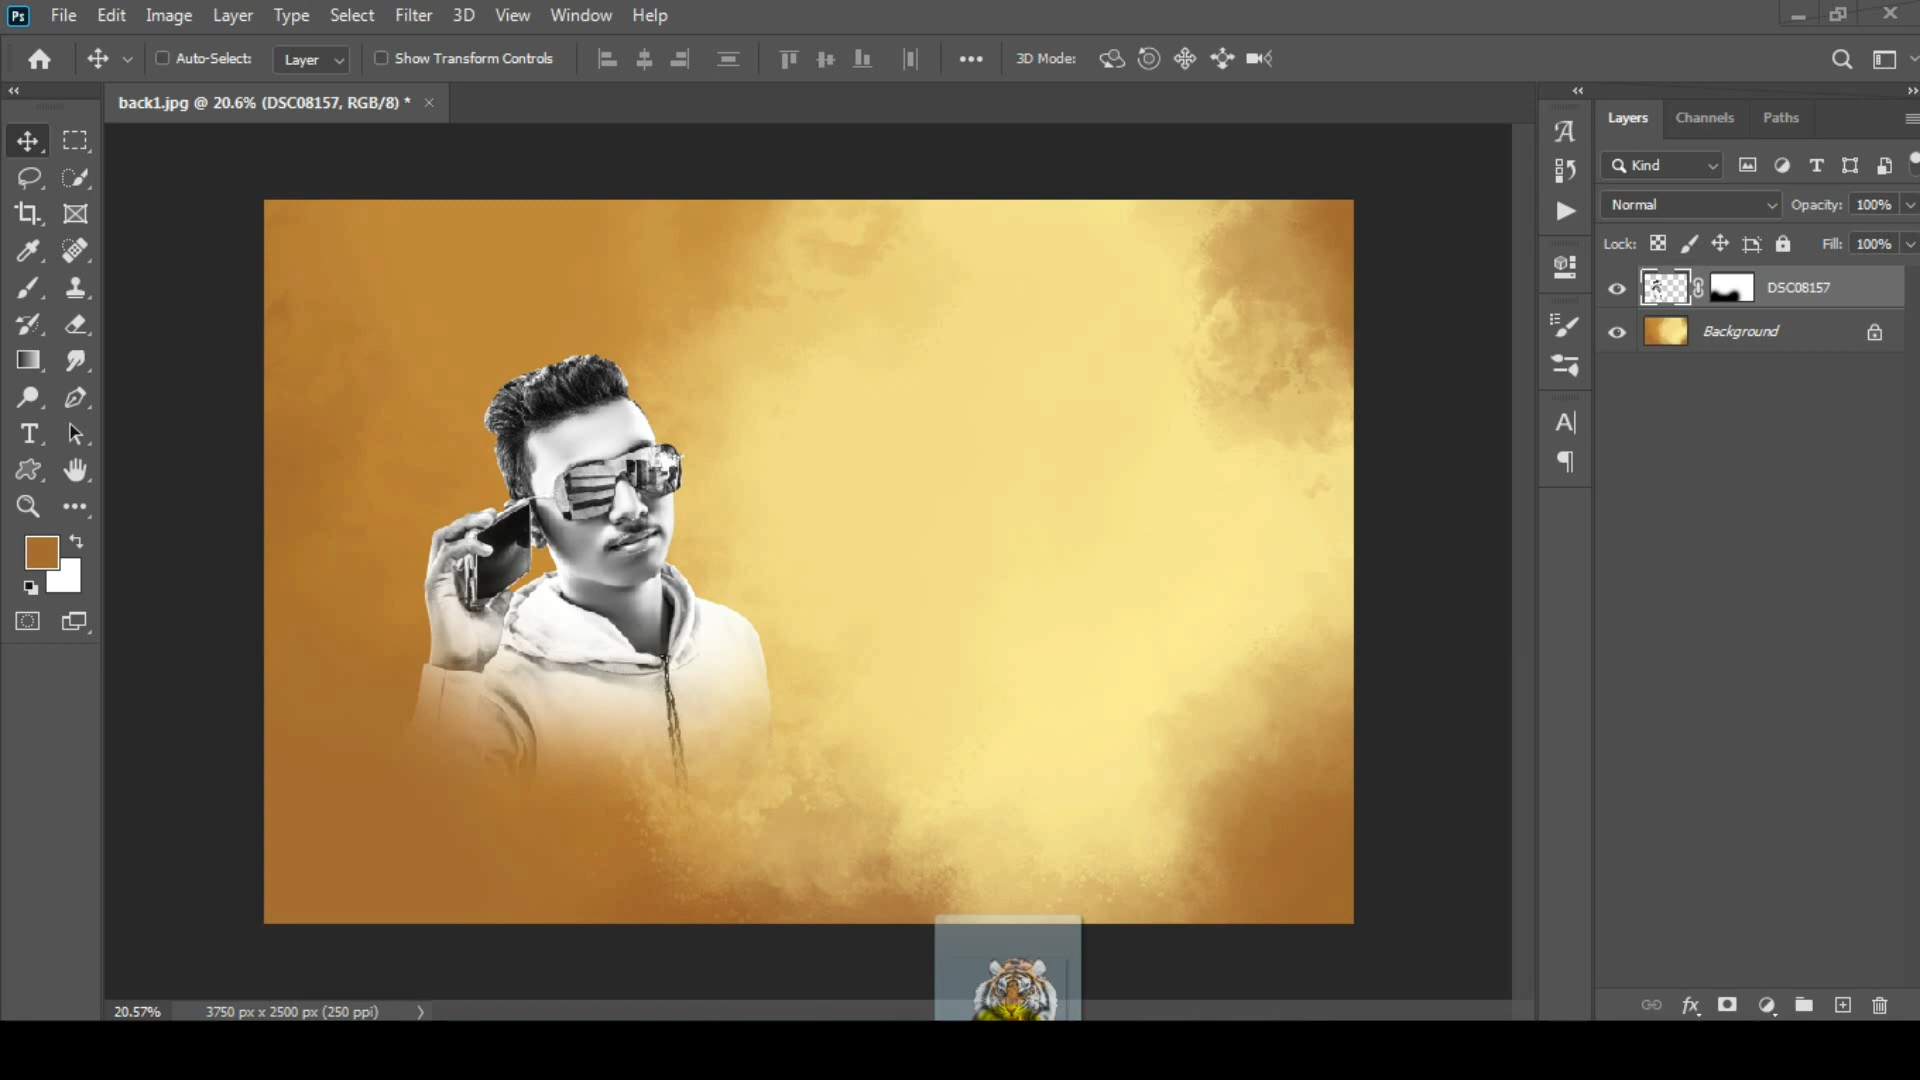 Ps File Edit Image Layer Type Select Filter 3D View Window Help
Auto-Select: Layer Show Transform Controls 3D Mode:
back1.jpg @ 20.6% (DSC08157, RGB/8) * ×
Layers Channels Paths
Kind
Normal Opacity: 100%
Lock: Fill: 100%
DSC08157
Background
20.57% 3750 px x 2500 px (250 ppi)